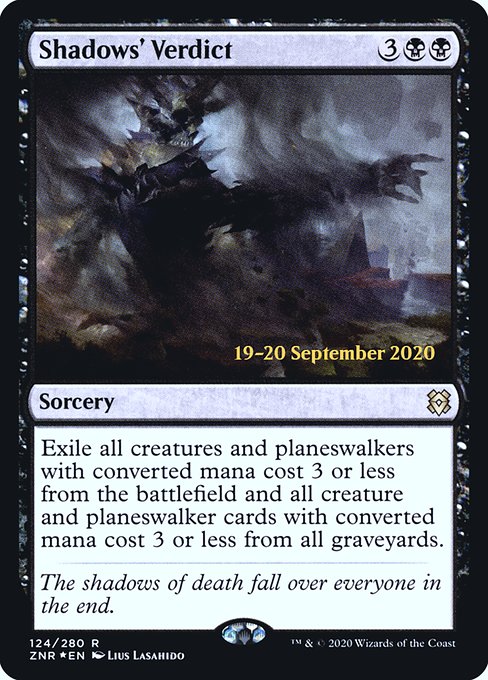 Shadows' Verdict 3
19–20 September 2020
Sorcery
Exile all creatures and planeswalkers
with converted mana cost 3 or less
from the battlefield and all creature
and planeswalker cards with converted
mana cost 3 or less from all graveyards.
The shadows of death fall over everyone in
the end.
124/280 R
™ & © 2020 Wizards of the Coast
ZNR ★ EN Lius Lasahido